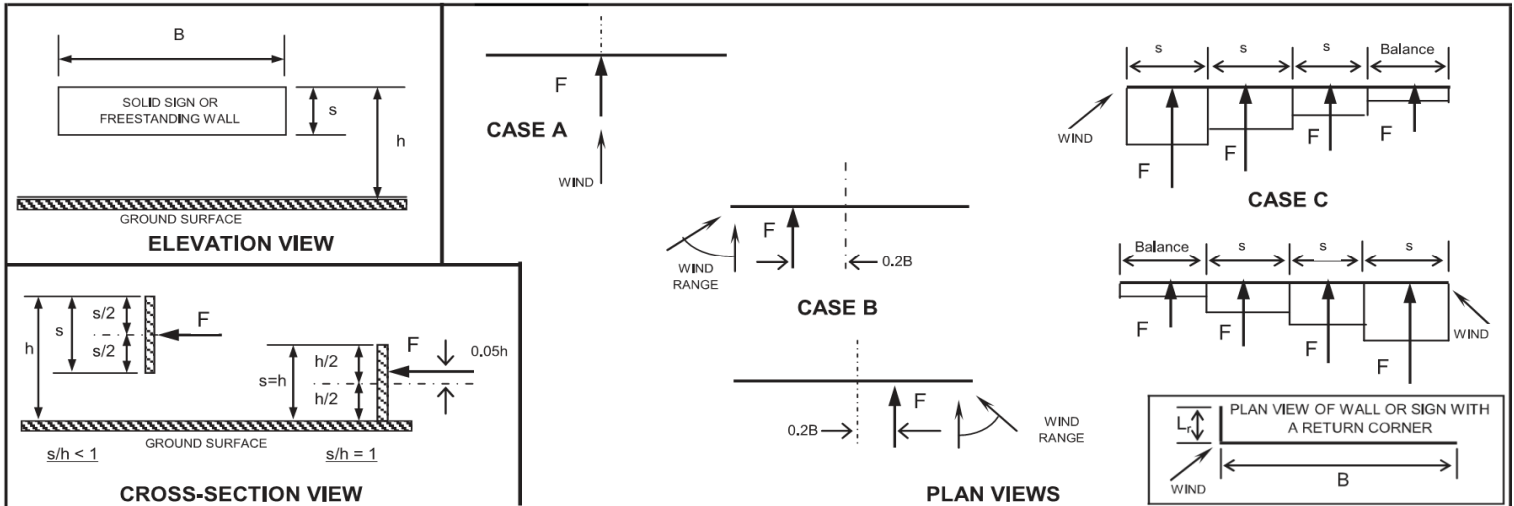 B
SOLID SIGN OR
FREESTANDING WALL
s
h
GROUND SURFACE
ELEVATION VIEW
h
s
s/2
s/2
F
s=h
h/2
h/2
F
0.05h
GROUND SURFACE
s/h < 1
s/h = 1
CROSS-SECTION VIEW
F
CASE A
WIND
F
WIND
RANGE
0.2B
CASE B
F
0.2B
WIND
RANGE
PLAN VIEWS
s s s Balance
WIND
F F F F
CASE C
Balance s s s
WIND
F F F F
PLAN VIEW OF WALL OR SIGN WITH
A RETURN CORNER
Lr
B
WIND